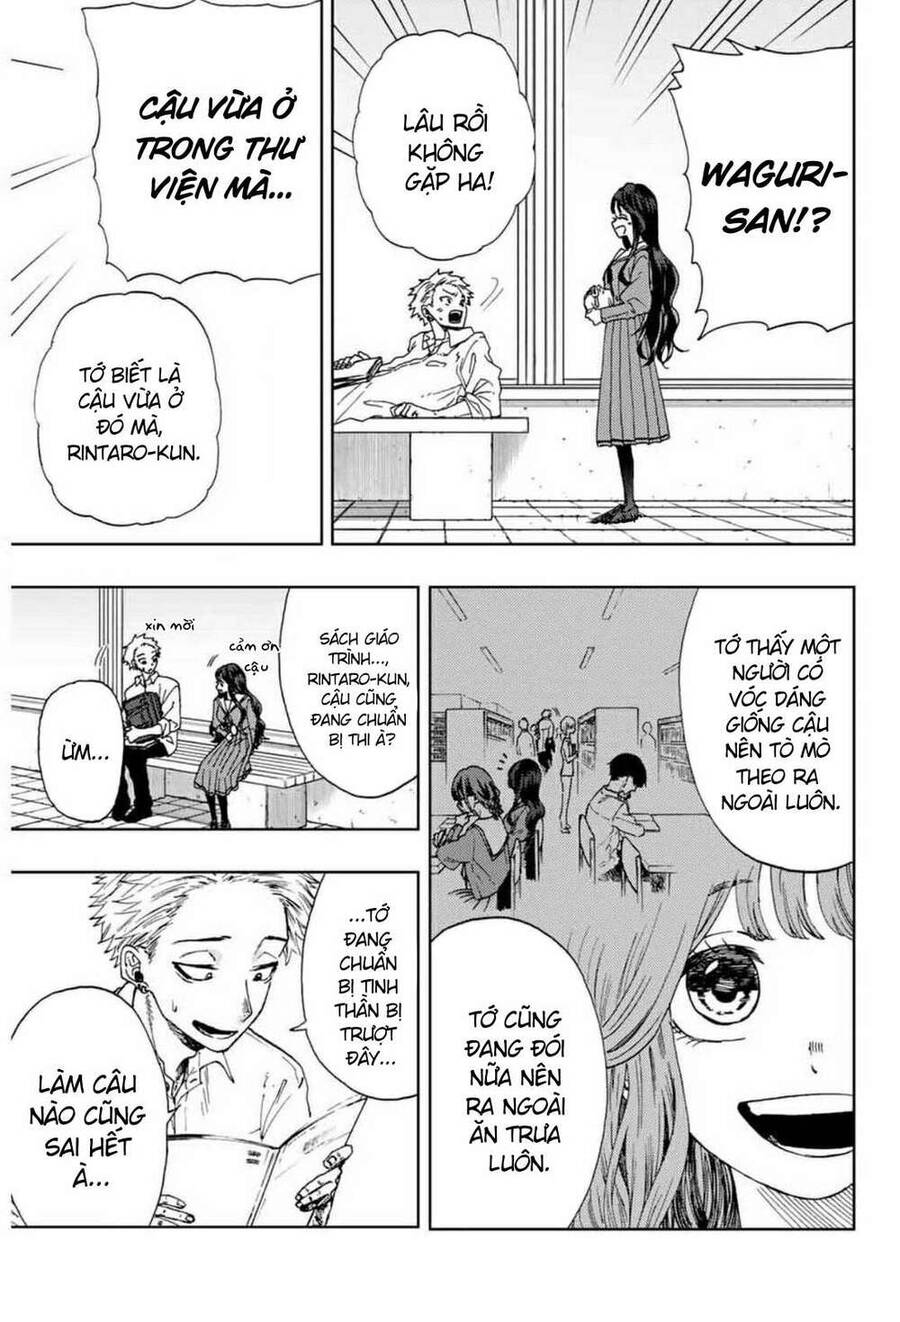 WAGURI-
SAN!?
LÂU RỒI
KHÔNG
GẶP HA!
CẬU VỪA Ở
TRONG THƯ
VIỆN MÀ...
TỚ BIẾT LÀ
CẬU VỪA Ở
ĐÓ MÀ,
RINTARO-KUN.
TỚ THẤY MỘT
NGƯỜI CÓ
VÓC DÁNG
GIỐNG CẬU
NÊN TÒ MÒ
THEO RA
NGOÀI LUÔN.
TỚ CŨNG
ĐANG ĐÓI
NỮA NÊN
RA NGOÀI
ĂN TRƯA
LUÔN.
SÁCH GIÁO
TRÌNH...,
RINTARO-KUN,
CẬU CŨNG
ĐANG CHUẨN
BỊ THI À?
cảm ơn
cậu
xin mời
ỪM...
...TỚ
ĐANG
CHUẨN
BỊ TINH
THẦN BỊ
TRƯỢT
ĐÂY...
LÀM CÂU
NÀO CŨNG
SAI HẾT
À...